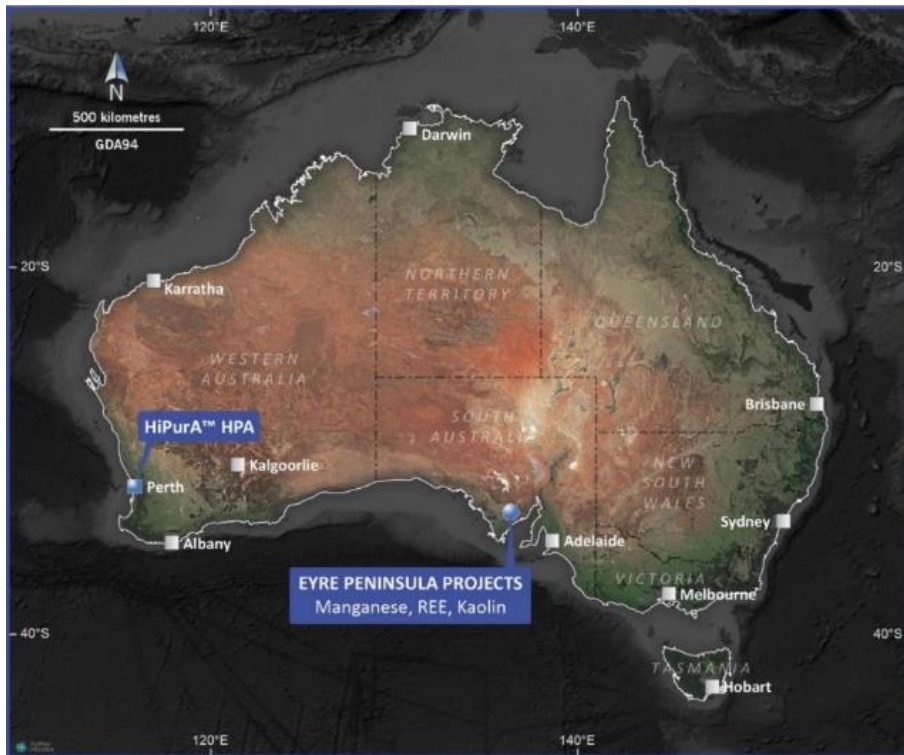 120°E
140°E
N
500 kilometres
GDA94
Darwin
20°S
20°S
Karratha
NORTHERN
TERRITORY
QUEENSLAND
WESTERN
AUSTRALIA
Brisbane
SOUTH
AUSTRALIA
HiPurA™ HPA
Kalgoorlie
NEW
SOUTH
WALES
Perth
Sydney
Albany
Adelaide
EYRE PENINSULA PROJECTS
Manganese, REE, Kaolin
VICTORIA
Melbourne
40°S
40°S
TASMANIA
Hobart
120°E
140°E